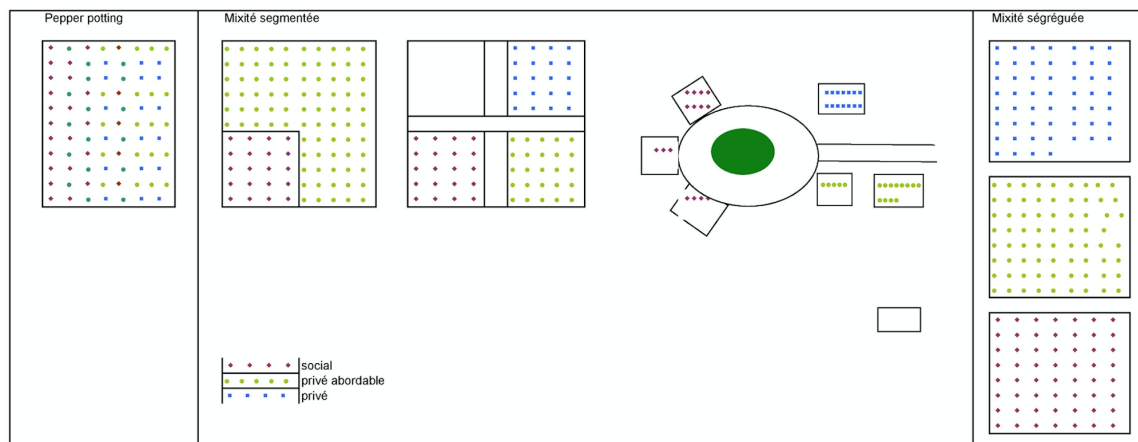 Pepper potting
Mixité segmentée
Mixité ségréguée
social
privé abordable
privé